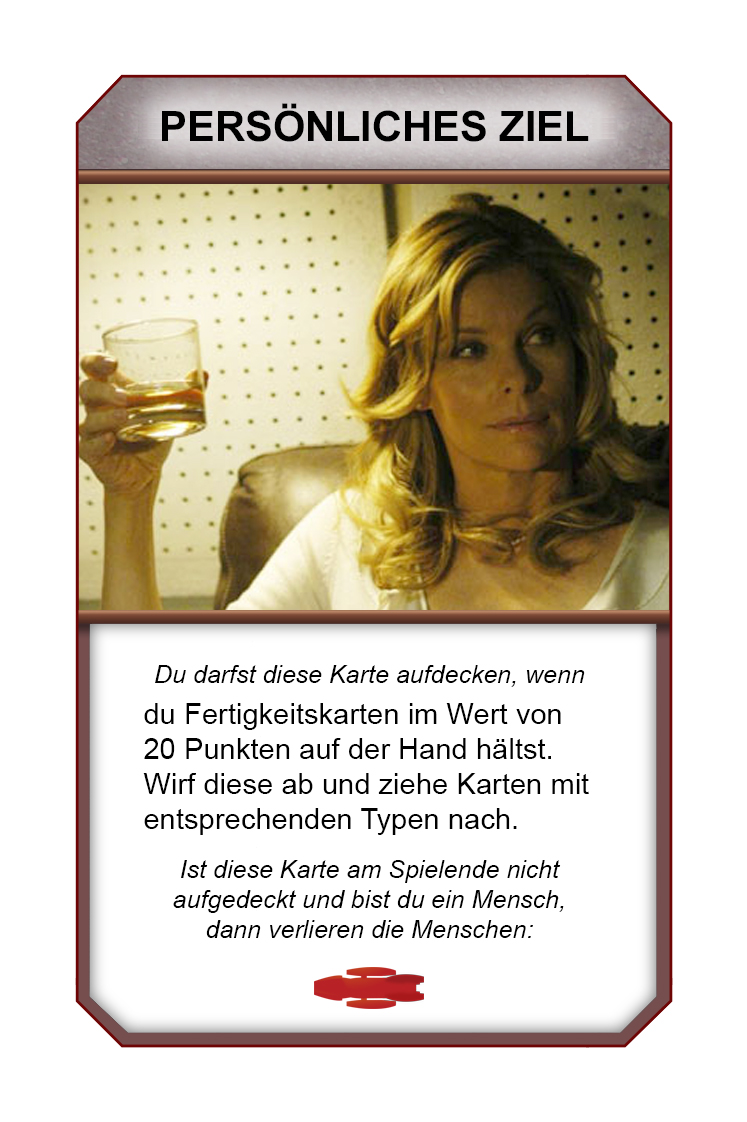 PERSÖNLICHES ZIEL
Du darfst diese Karte aufdecken, wenn
du Fertigkeitskarten im Wert von
20 Punkten auf der Hand hältst.
Wirf diese ab und ziehe Karten mit
entsprechenden Typen nach.
Ist diese Karte am Spielende nicht
aufgedeckt und bist du ein Mensch,
dann verlieren die Menschen: